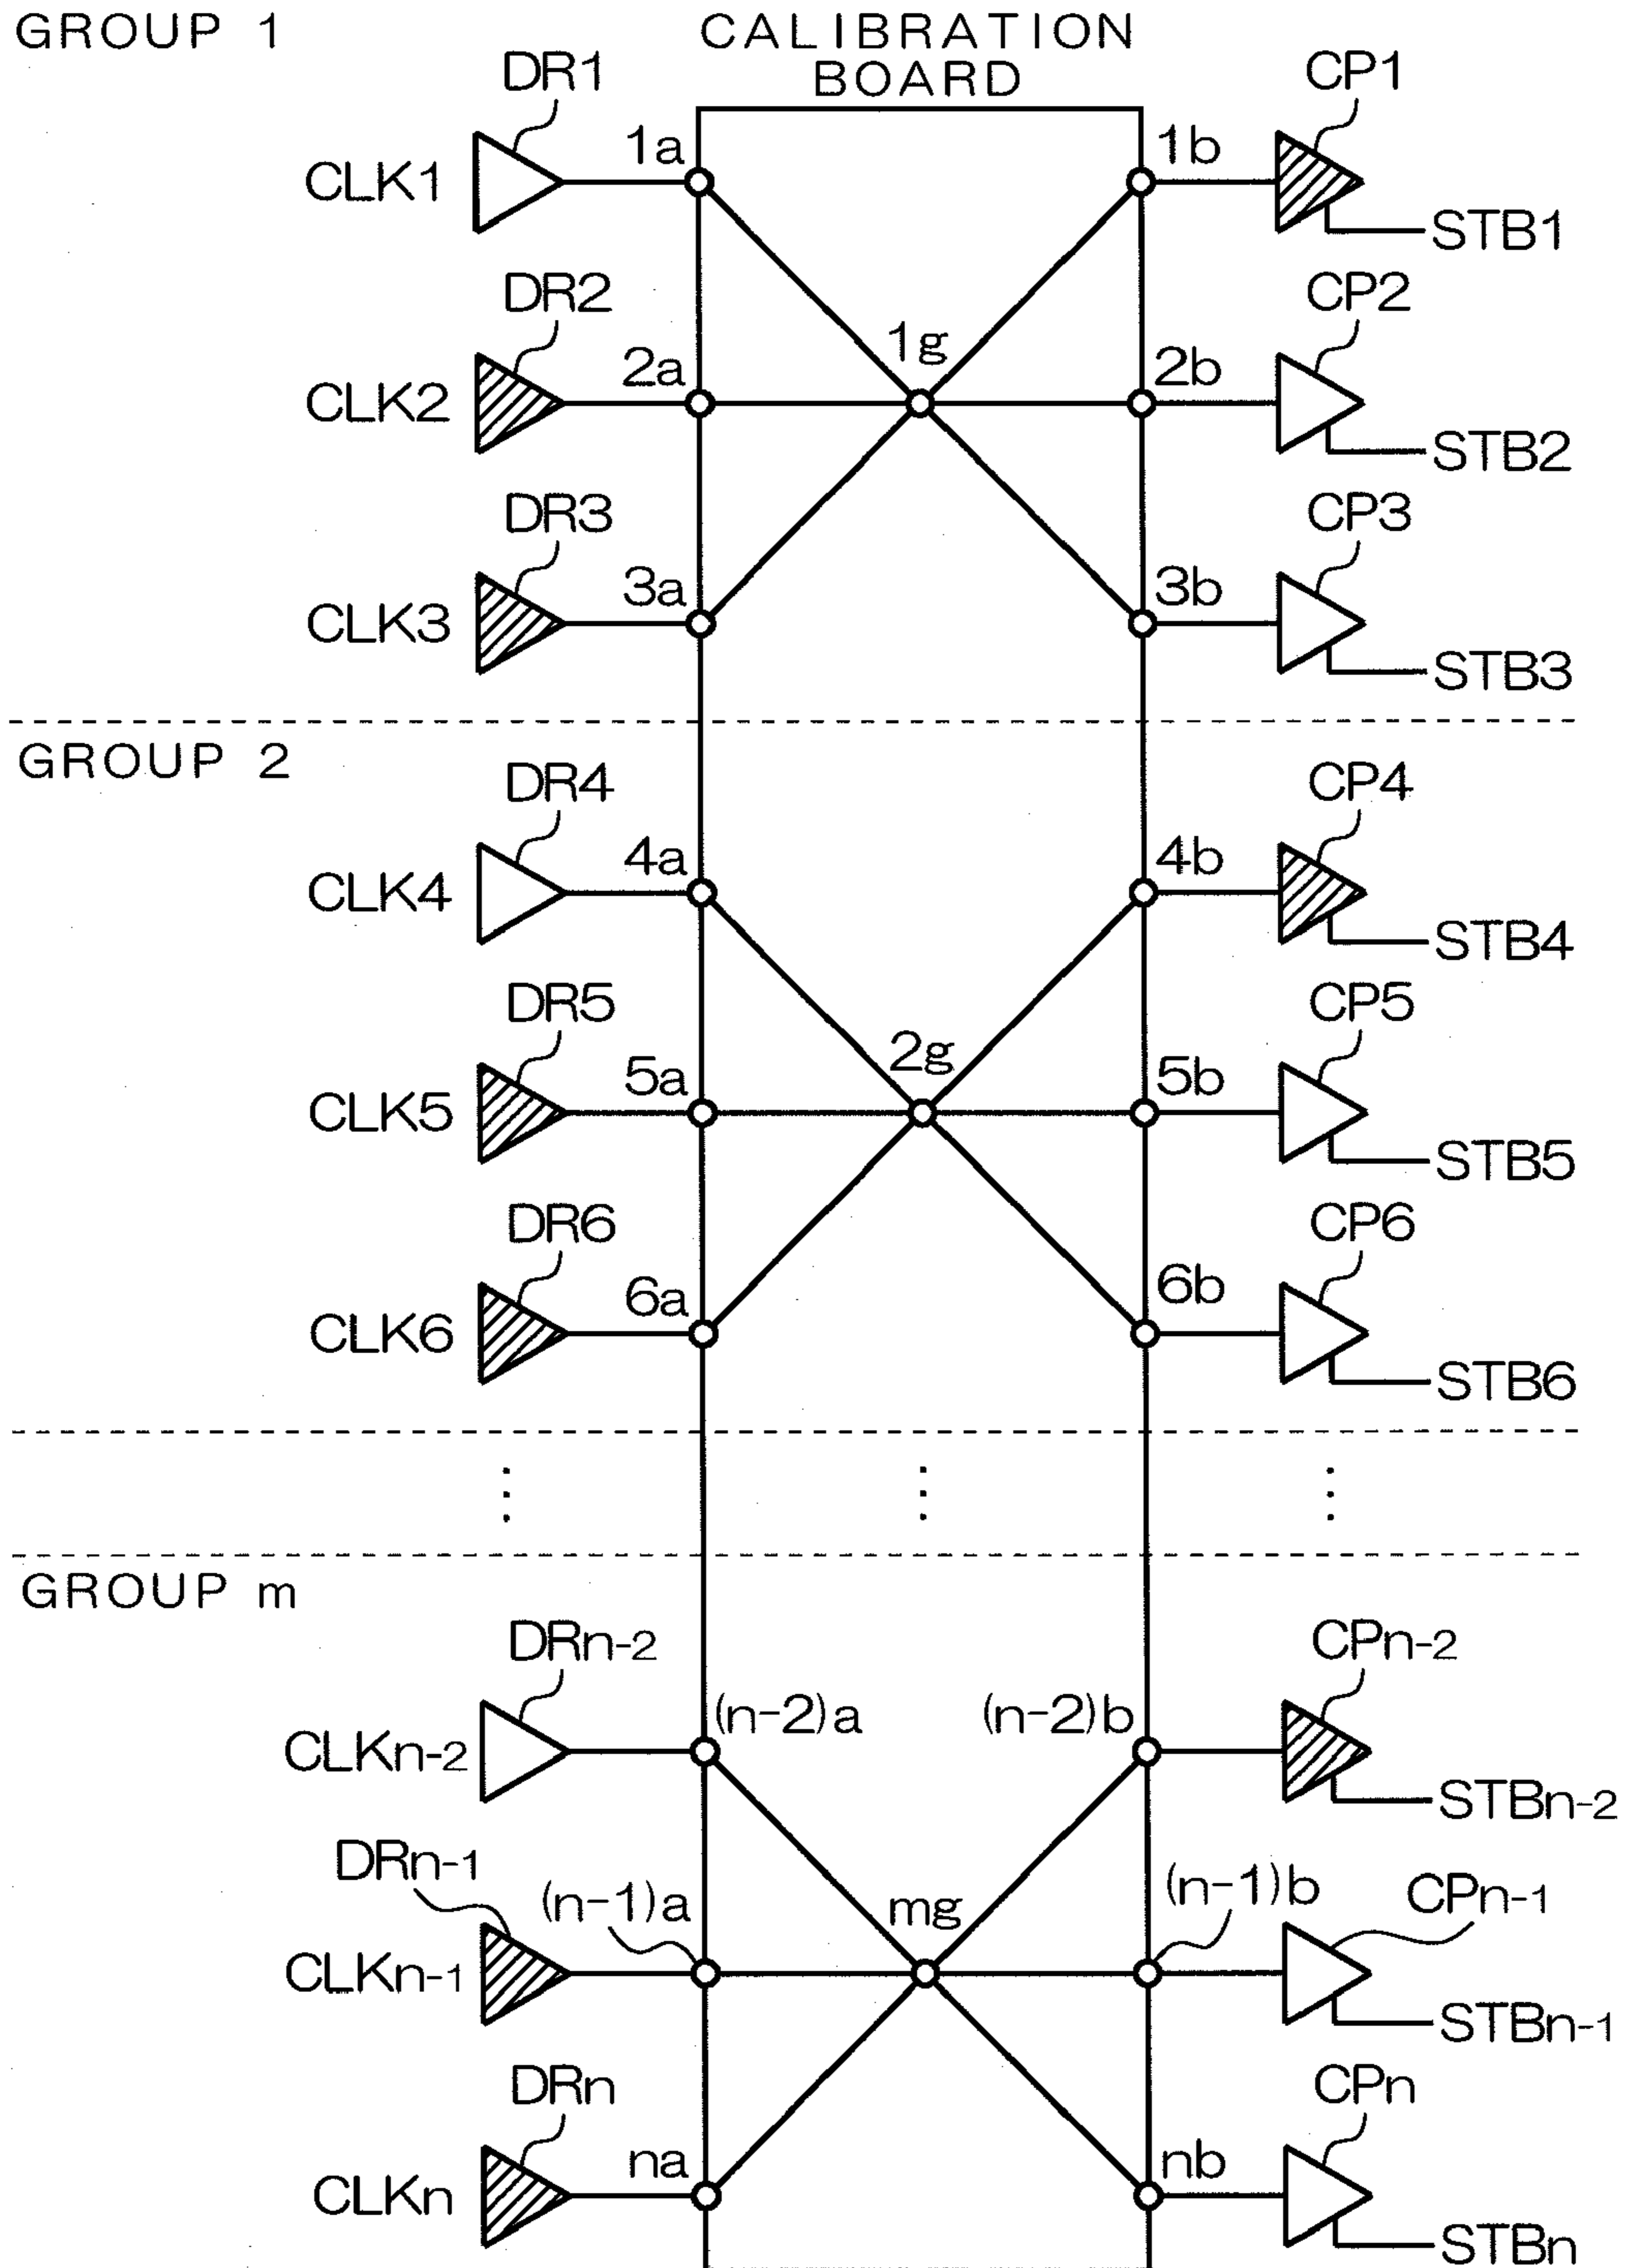 GROUP 1
CALIBRATION
BOARD
DR1
CP1
1a
1b
CLK1
STB1
DR2
CP2
1g
2a
2b
CLK2
STB2
DR3
CP3
3a
3b
CLK3
STB3
GROUP 2
DR4
CP4
4a
4b
CLK4
STB4
DR5
CP5
2g
5a
5b
CLK5
STB5
DR6
CP6
6a
6b
CLK6
STB6
GROUP m
DRn-2
CPn-2
(n-2)a
(n-2)b
CLKn-2
STBn-2
DRn-1
(n-1)a
mg
(n-1)b
CPn-1
CLKn-1
STBn-1
DRn
CPn
na
nb
CLKn
STBn